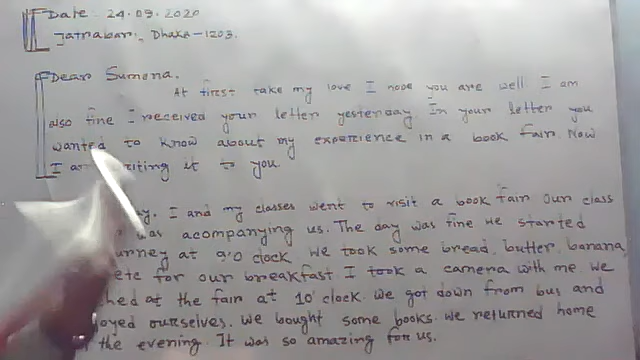 Date: 24.09.2020
Jatrabari, Dhaka-1203.
Dear Sumena.
At first take my love I hope you are well I am
also fine I received your letter yesterday. In your letter you
wanted to know about my experience in a book fair. Now
I am writing it to you.
I and my classes went to visit a book fair Our class
was acompanying us. The day was fine we started
at 9.0 clock. we took some bread, butter, banana,
etc for our breakfast. I took a camera with me. we
at the fair at 10 clock. we got down from bus and
ourselves. we bought some books. we returned home
the evening. It was so amazing for us.